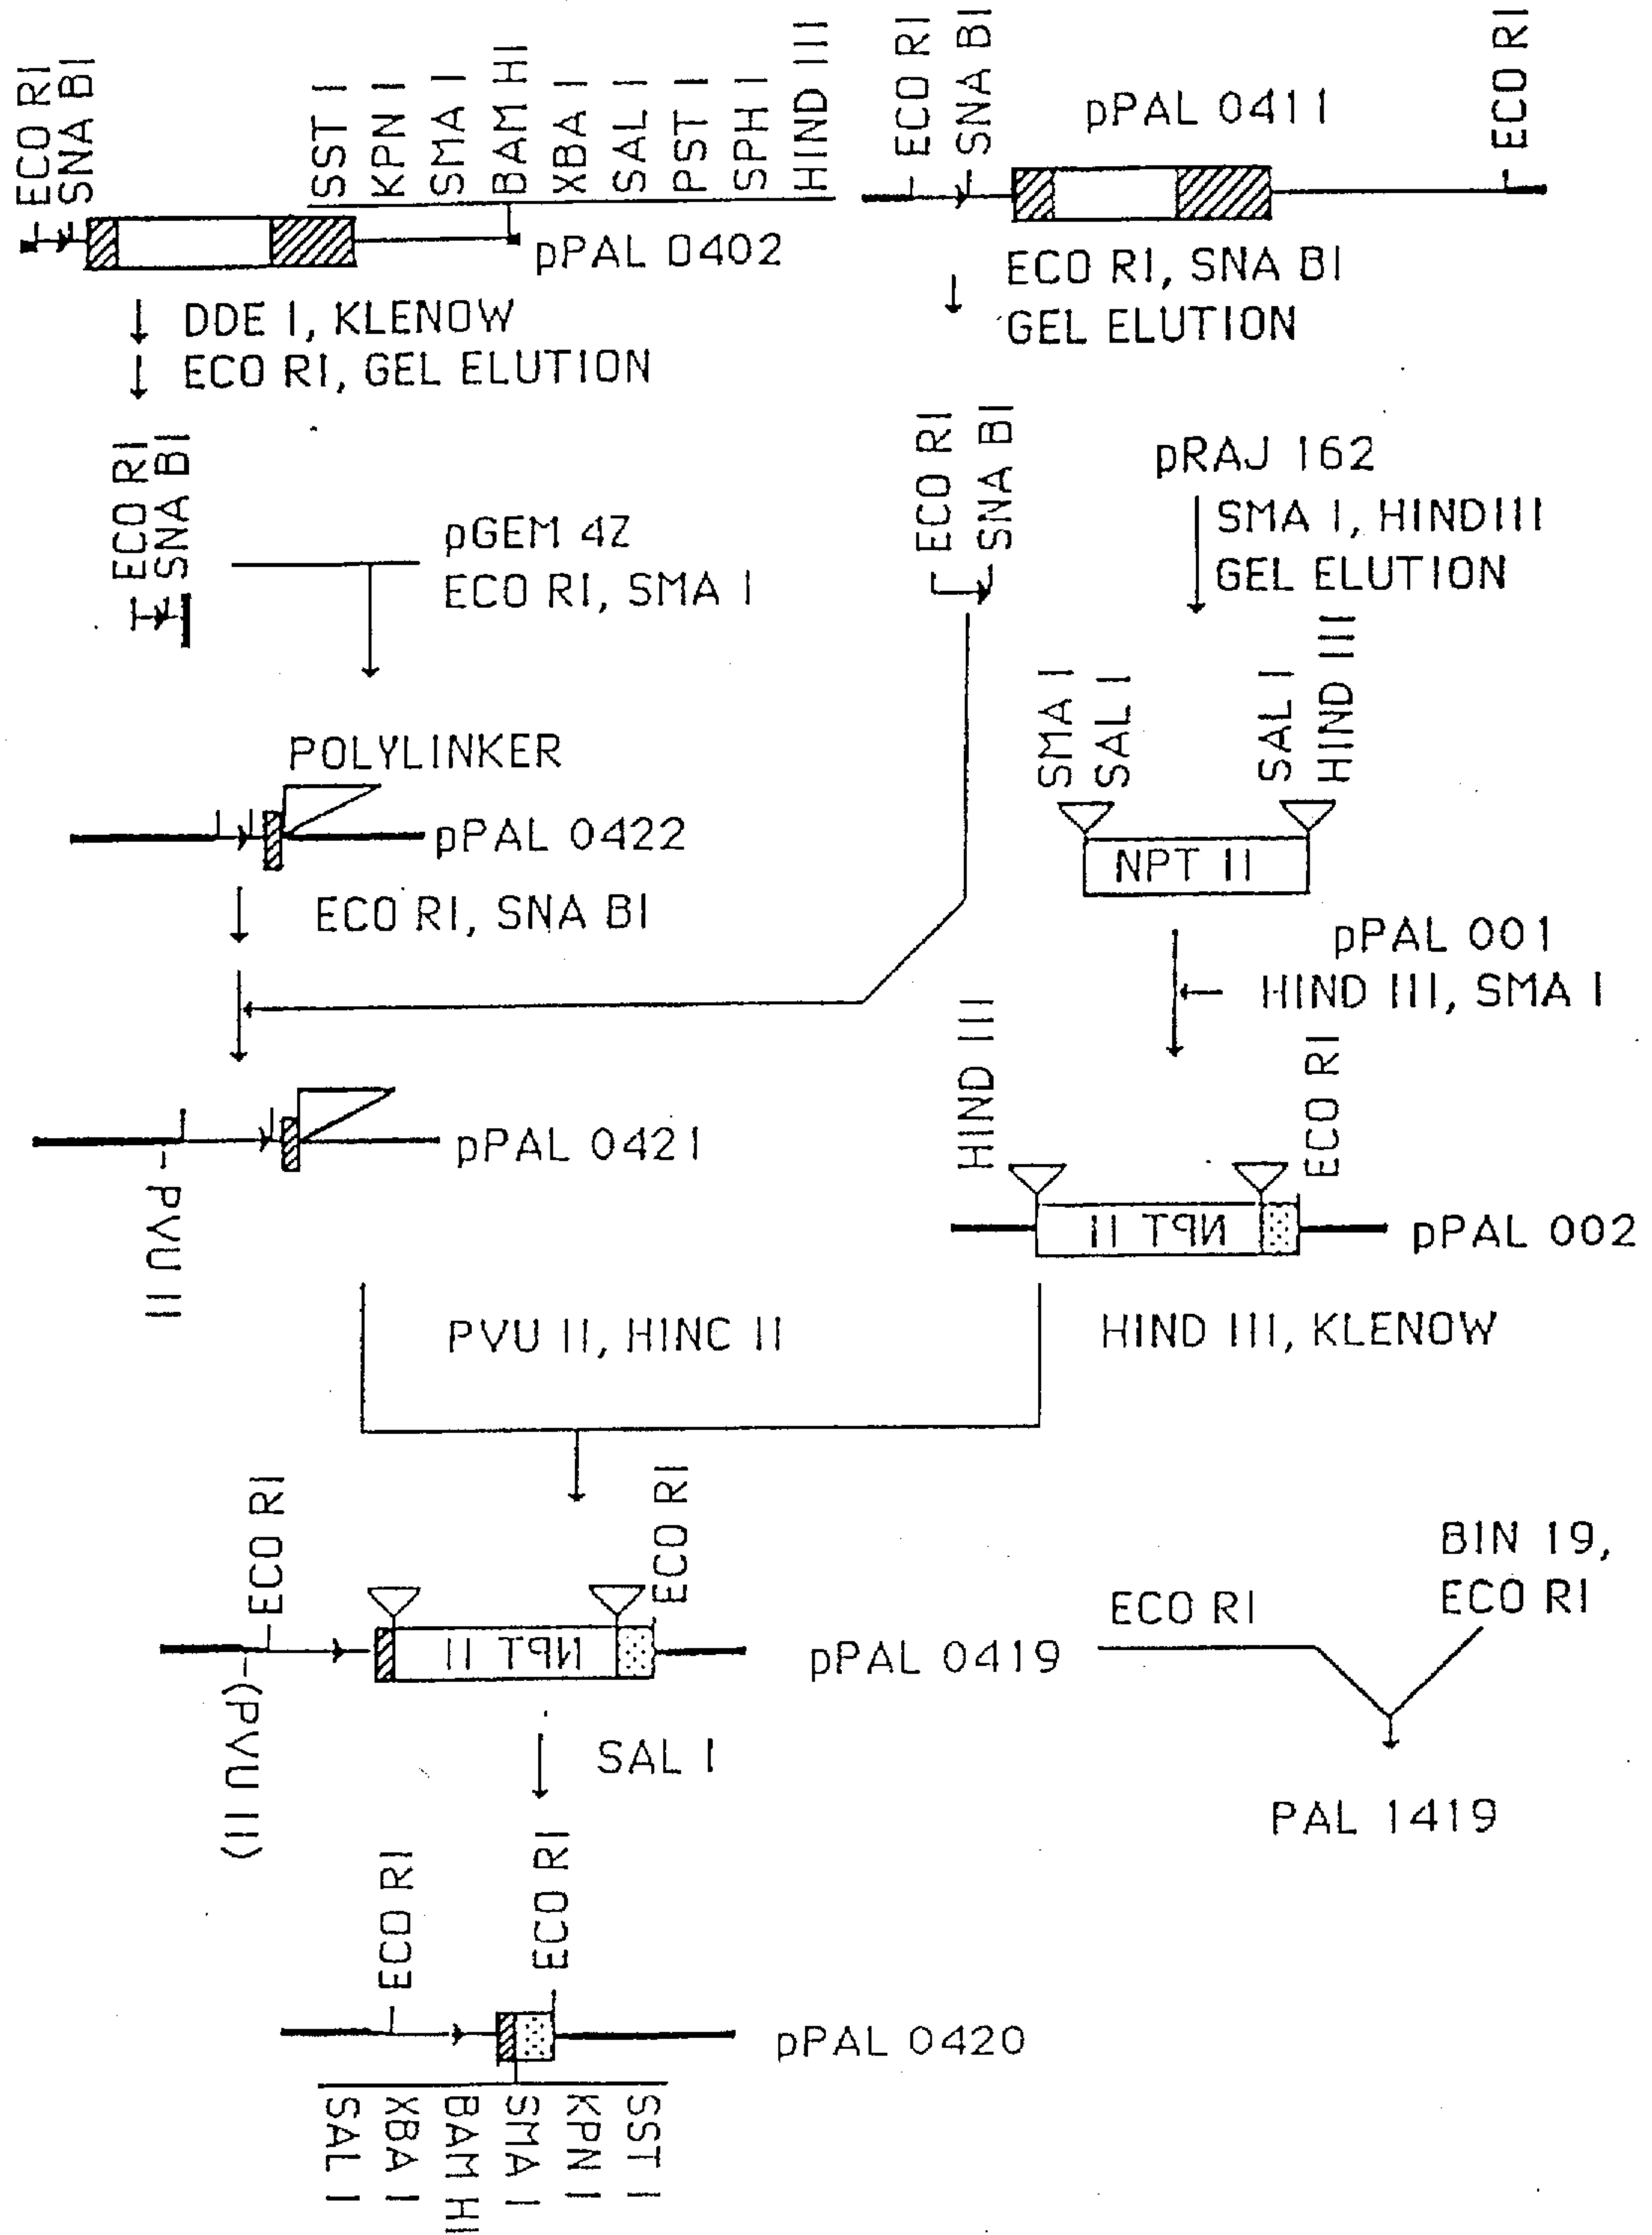 ECO RI
SNA BI
SST I
KPN I
SMA I
BAM HI
XBA I
SAL I
PST I
SPH I
HIND III
pPAL 0402
ECO RI
SNA BI
pPAL 0411
ECO RI
DDE I, KLENOW
ECO RI, GEL ELUTION
ECO RI, SNA BI
GEL ELUTION
ECO RI
SNA BI
pGEM 4Z
ECO RI, SMA I
ECO RI
SNA BI
pRAJ 162
SMA I, HINDIII
GEL ELUTION
SMA I
SAL I
SAL I
HIND III
NPT II
POLYLINKER
pPAL 0422
ECO RI, SNA BI
pPAL 001
HIND III, SMA I
pPAL 0421
PVU II
HIND III
ECO RI
NPT II
pPAL 002
PVU II, HINC II
HIND III, KLENOW
ECO RI
ECO RI
NPT II
(PVU II)
pPAL 0419
ECO RI
BIN 19,
ECO RI
PAL 1419
SAL I
ECO RI
ECO RI
pPAL 0420
SAL I
XBA I
BAM HI
SMA I
KPN I
SST I